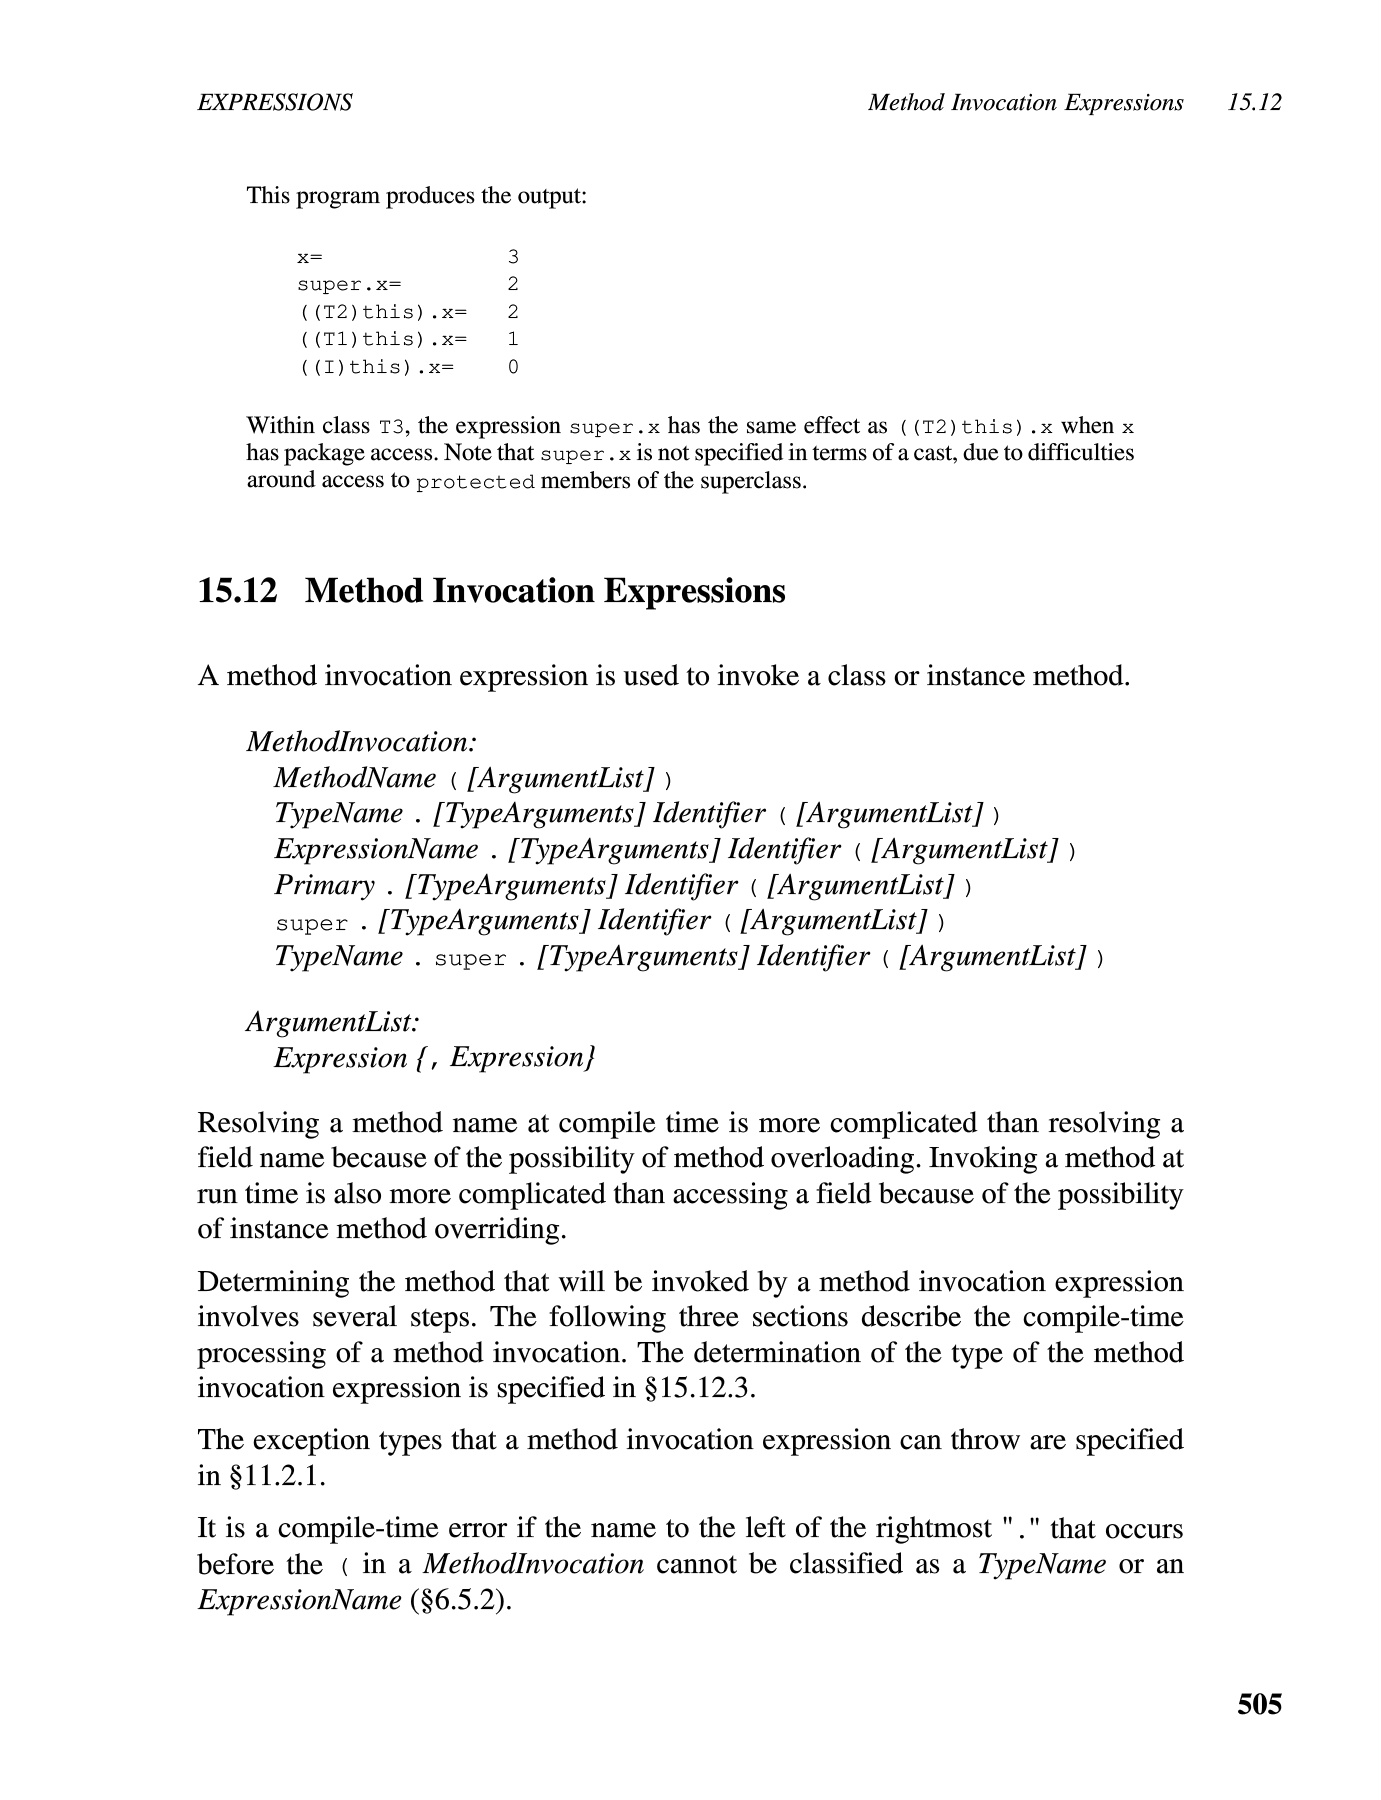 EXPRESSIONS Method Invocation Expressions 15.12
This program produces the output:
x= 3
super.x= 2
((T2)this).x= 2
((T1)this).x= 1
((I)this).x= 0
Within class T3, the expression super.x has the same effect as ((T2)this).x when x
has package access. Note that super.x is not specified in terms of a cast, due to difficulties
around access to protected members of the superclass.
15.12 Method Invocation Expressions
A method invocation expression is used to invoke a class or instance method.
MethodInvocation:
MethodName ( [ArgumentList] )
TypeName . [TypeArguments] Identifier ( [ArgumentList] )
ExpressionName . [TypeArguments] Identifier ( [ArgumentList] )
Primary . [TypeArguments] Identifier ( [ArgumentList] )
super . [TypeArguments] Identifier ( [ArgumentList] )
TypeName . super . [TypeArguments] Identifier ( [ArgumentList] )
ArgumentList:
Expression {, Expression}
Resolving a method name at compile time is more complicated than resolving a
field name because of the possibility of method overloading. Invoking a method at
run time is also more complicated than accessing a field because of the possibility
of instance method overriding.
Determining the method that will be invoked by a method invocation expression
involves several steps. The following three sections describe the compile-time
processing of a method invocation. The determination of the type of the method
invocation expression is specified in §15.12.3.
The exception types that a method invocation expression can throw are specified
in §11.2.1.
It is a compile-time error if the name to the left of the rightmost "." that occurs
before the ( in a MethodInvocation cannot be classified as a TypeName or an
ExpressionName (§6.5.2).
505